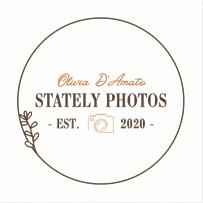 Olivia D'Amato
STATELY PHOTOS
- EST. 2020 -